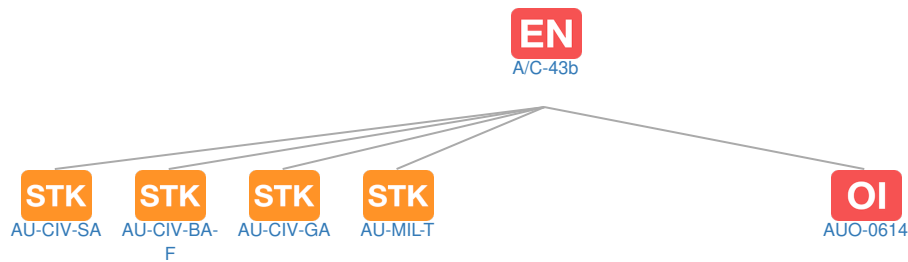 EN
A/C-43b
STK
STK
STK
STK
OI
AU-CIV-SA
AU-CIV-BA-
F
AU-CIV-GA
AU-MIL-T
AUO-0614